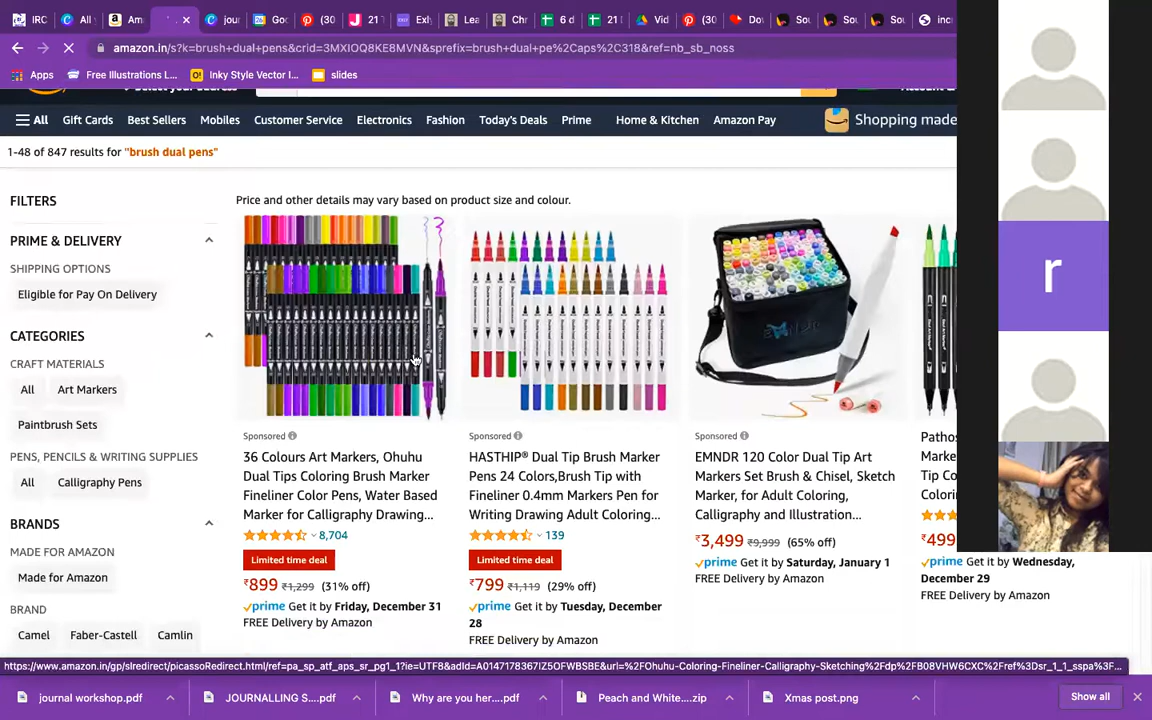 IRC
All
Am
jour
Goo
(30
21
Exh
Lea
Chr
6 d
21
Vid
(30
Do
Sou
Sou
Sou
inc
amazon.in/s?k=brush+dual+pens&crid=3MXIOQ8KE8MVN&sprefix=brush+dual+pe%2Caps%2C318&ref=nb_sb_noss
Apps
Free Illustrations L...
Inky Style Vector I...
slides
Select your address
All
Gift Cards
Best Sellers
Mobiles
Customer Service
Electronics
Fashion
Today's Deals
Prime
Home & Kitchen
Amazon Pay
Shopping made
1-48 of 847 results for "brush dual pens"
FILTERS
PRIME & DELIVERY
SHIPPING OPTIONS
Eligible for Pay On Delivery
CATEGORIES
CRAFT MATERIALS
All
Art Markers
Paintbrush Sets
PENS, PENCILS & WRITING SUPPLIES
All
Calligraphy Pens
BRANDS
MADE FOR AMAZON
Made for Amazon
BRAND
Camel
Faber-Castell
Camlin
Price and other details may vary based on product size and colour.
Sponsored
36 Colours Art Markers, Ohuhu
Dual Tips Coloring Brush Marker
Fineliner Color Pens, Water Based
Marker for Calligraphy Drawing...
8,704
Limited time deal
₹899 ₹1,299 (31% off)
prime Get it by Friday, December 31
FREE Delivery by Amazon
Sponsored
HASTHIP® Dual Tip Brush Marker
Pens 24 Colors,Brush Tip with
Fineliner 0.4mm Markers Pen for
Writing Drawing Adult Coloring...
139
Limited time deal
₹799 ₹1,119 (29% off)
prime Get it by Tuesday, December
28
FREE Delivery by Amazon
Sponsored
EMNDR 120 Color Dual Tip Art
Markers Set Brush & Chisel, Sketch
Marker, for Adult Coloring,
Calligraphy and Illustration...
₹3,499 ₹9,999 (65% off)
prime Get it by Saturday, January 1
FREE Delivery by Amazon
Patho
Marke
Tip Co
Colori
₹499
prime Get it by Wednesday,
December 29
FREE Delivery by Amazon
r
https://www.amazon.in/gp/slredirect/picassoRedirect.html/ref=pa_sp_atf_aps_sr_pg1_1?ie=UTF8&adId=A0147178367IZ5OFWBSBE&url=%2FOhuhu-Coloring-Fineliner-Calligraphy-Sketching%2Fdp%2FB08VHW6CXC%2Fref%3Dsr_1_1_sspa%3F...
journal workshop.pdf
JOURNALLING S....pdf
Why are you her....pdf
Peach and White....zip
Xmas post.png
Show all